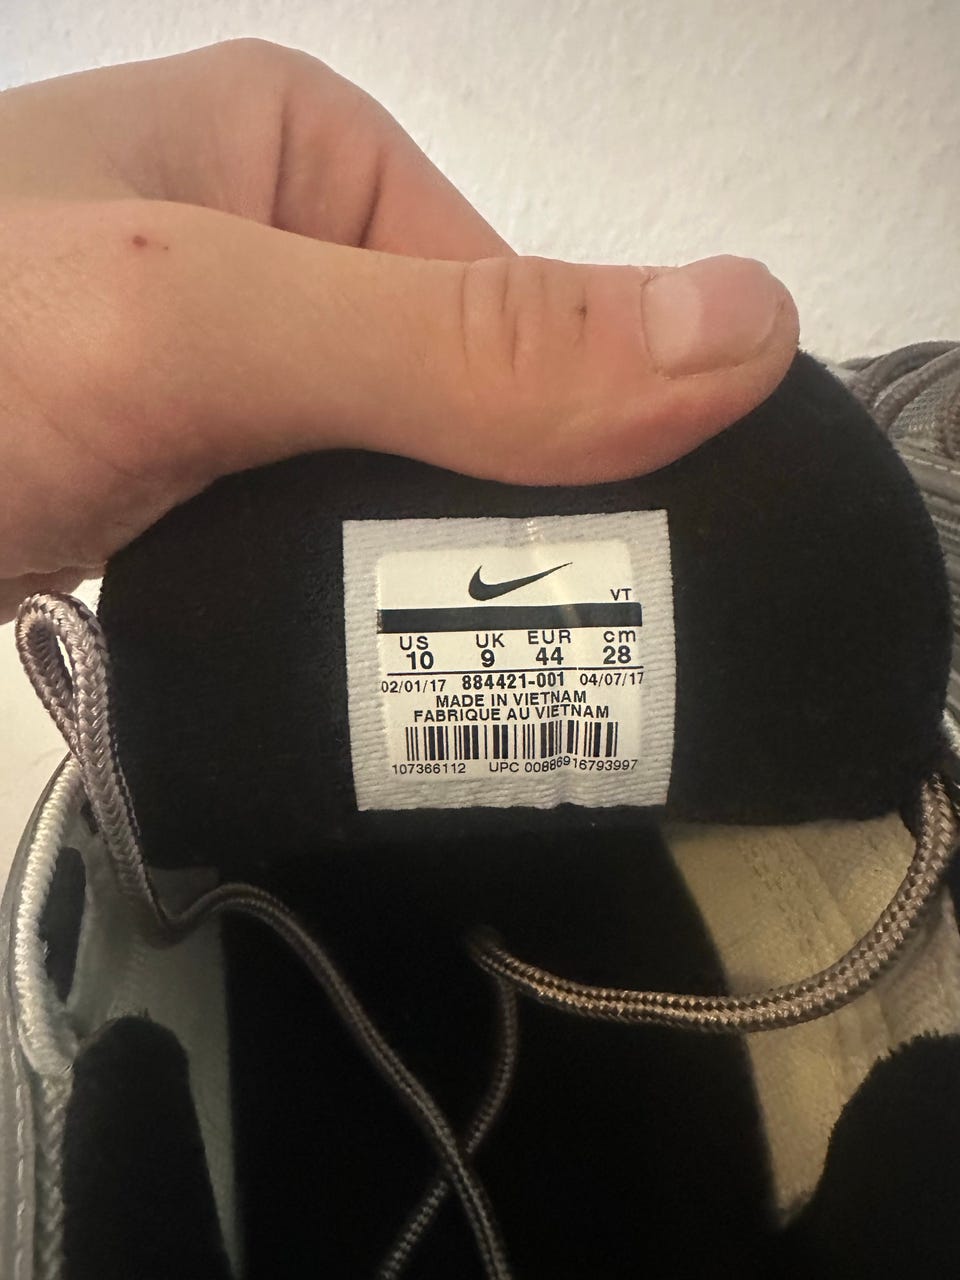 VT
US UK EUR cm
10 9 44 28
02/01/17 884421-001 04/07/17
MADE IN VIETNAM
FABRIQUE AU VIETNAM
107366112 UPC 00886916793997